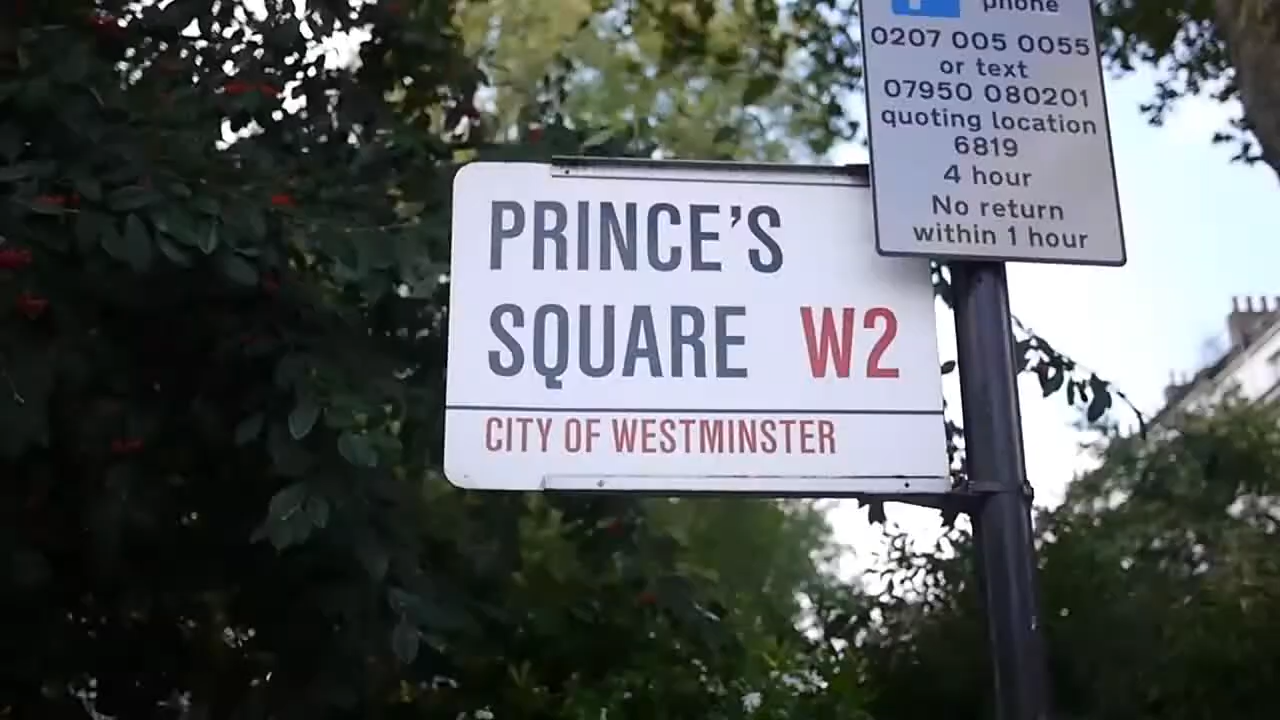 phone
0207 005 0055
or text
07950 080201
quoting location
6819
4 hour
No return
within 1 hour
PRINCE'S
SQUARE W2
CITY OF WESTMINSTER